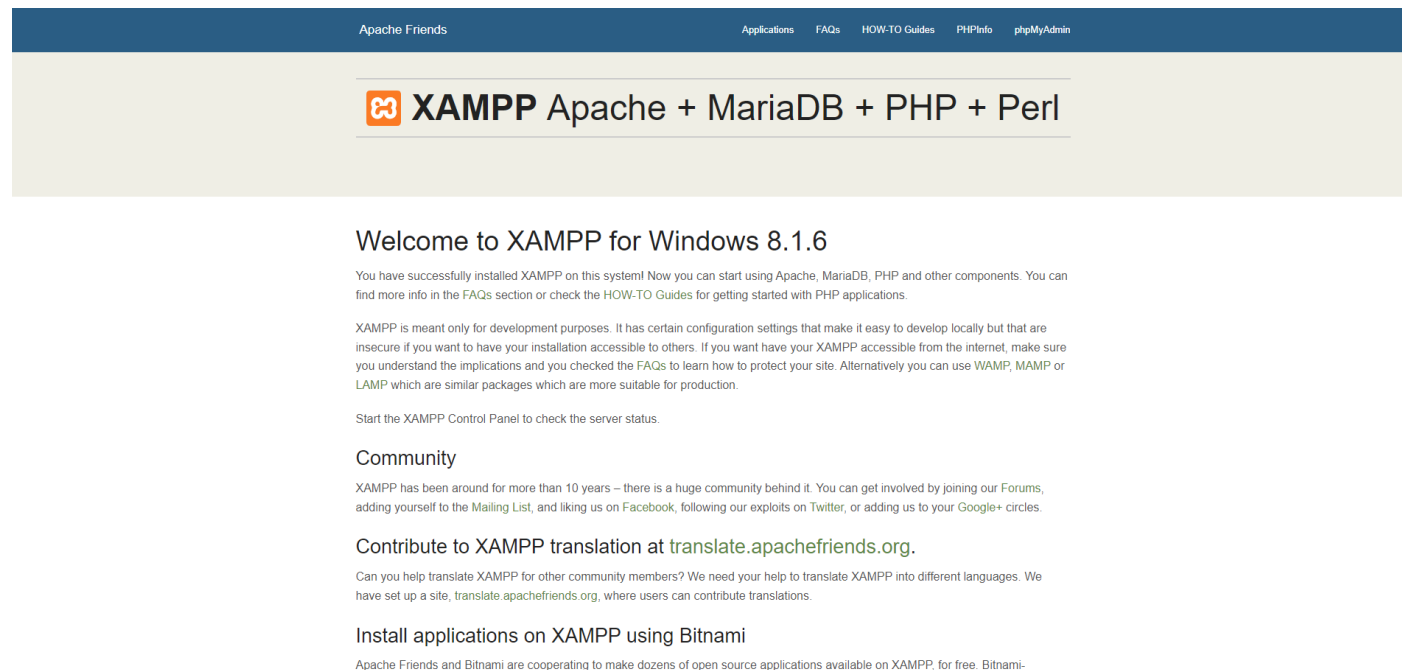 Apache Friends
Applications FAQs HOW-TO Guides PHPInfo phpMyAdmin
XAMPP Apache + MariaDB + PHP + Perl
Welcome to XAMPP for Windows 8.1.6
You have successfully installed XAMPP on this system! Now you can start using Apache, MariaDB, PHP and other components. You can
find more info in the FAQs section or check the HOW-TO Guides for getting started with PHP applications.
XAMPP is meant only for development purposes. It has certain configuration settings that make it easy to develop locally but that are
insecure if you want to have your installation accessible to others. If you want have your XAMPP accessible from the internet, make sure
you understand the implications and you checked the FAQs to learn how to protect your site. Alternatively you can use WAMP, MAMP or
LAMP which are similar packages which are more suitable for production.
Start the XAMPP Control Panel to check the server status.
Community
XAMPP has been around for more than 10 years – there is a huge community behind it. You can get involved by joining our Forums,
adding yourself to the Mailing List, and liking us on Facebook, following our exploits on Twitter, or adding us to your Google+ circles.
Contribute to XAMPP translation at translate.apachefriends.org.
Can you help translate XAMPP for other community members? We need your help to translate XAMPP into different languages. We
have set up a site, translate.apachefriends.org, where users can contribute translations.
Install applications on XAMPP using Bitnami
Apache Friends and Bitnami are cooperating to make dozens of open source applications available on XAMPP, for free. Bitnami-